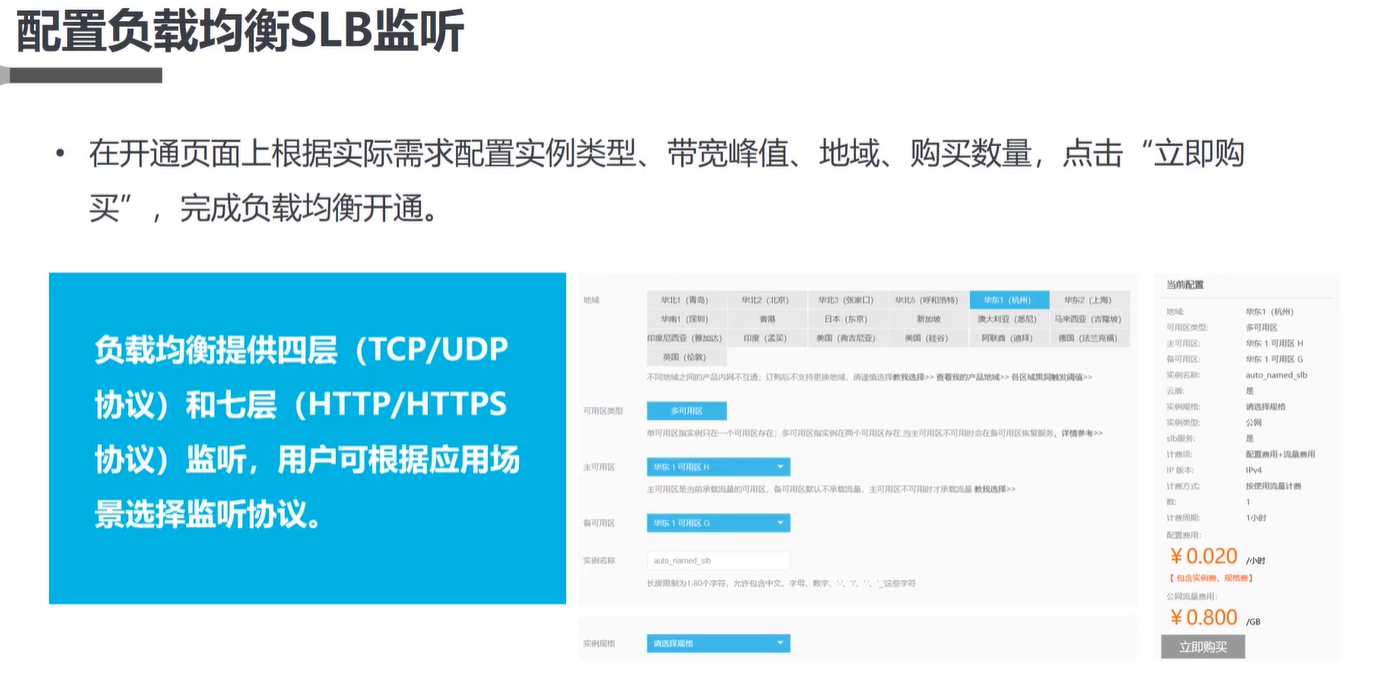 配置负载均衡SLB监听
• 在开通页面上根据实际需求配置实例类型、带宽峰值、地域、购买数量，点击“立即购
买”，完成负载均衡开通。
负载均衡提供四层（TCP/UDP
协议）和七层（HTTP/HTTPS
协议）监听，用户可根据应用场
景选择监听协议。
地域
华北1（青岛） 华北2（北京） 华北3（张家口） 华北5（呼和浩特） 华东1（杭州） 华东2（上海）
华南1（深圳） 香港 日本（东京） 新加坡 澳大利亚（悉尼） 马来西亚（吉隆坡）
印度尼西亚（雅加达） 印度（孟买） 美国（弗吉尼亚） 美国（硅谷） 阿联酋（迪拜） 德国（法兰克福）
英国（伦敦）
不同地域之间的产品内网不互通；订购后不支持更换地域，请谨慎选择教我选择>> 查看我的产品地域>> 各区域黑洞触发阈值>>
可用区类型 多可用区
单可用区指实例只在一个可用区存在；多可用区指实例在两个可用区存在,当主可用区不可用时会在备可用区恢复服务。详情参考>>
主可用区 华东 1 可用区 H
主可用区是当前承载流量的可用区，备可用区默认不承载流量，主可用区不可用时才承载流量 教我选择>>
备可用区 华东 1 可用区 G
实例名称 auto_named_slb
长度限制为1-80个字符，允许包含中文、字母、数字、'-'、'/'、'.'、'_'这些字符
实例规格 请选择规格
当前配置
地域: 华东1（杭州）
可用区类型: 多可用区
主可用区: 华东 1 可用区 H
备可用区: 华东 1 可用区 G
实例名称: auto_named_slb
云盾: 是
实例规格: 请选择规格
实例类型: 公网
slb服务: 是
计费项: 配置费用+流量费用
IP 版本: IPv4
计费方式: 按使用流量计费
数: 1
计费周期: 1小时
配置费用:
¥0.020 /小时
【 包含实例费、规格费】
公网流量费用:
¥0.800 /GB
立即购买